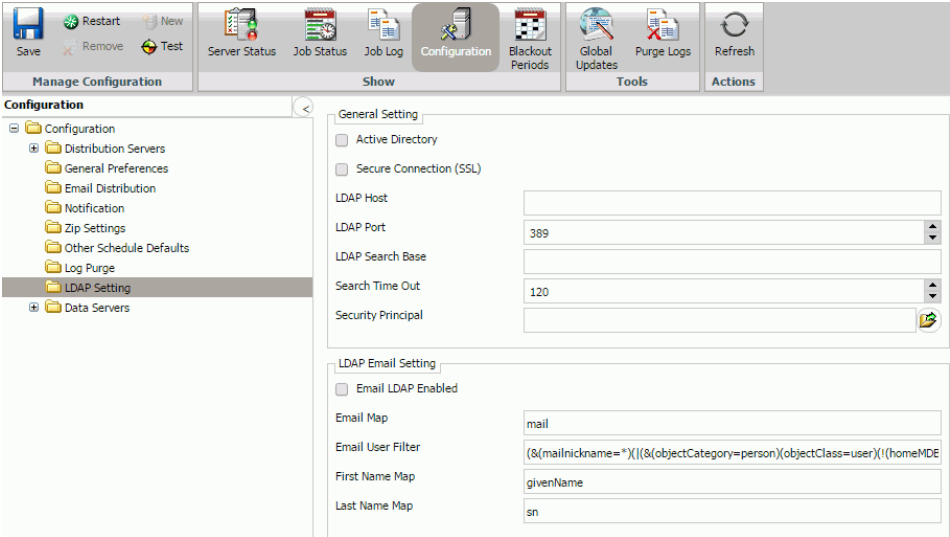 Restart New
Save Remove Test
Server Status Job Status Job Log Configuration Blackout Periods Global Updates Purge Logs Refresh
Manage Configuration Show Tools Actions
Configuration
Configuration
Distribution Servers
General Preferences
Email Distribution
Notification
Zip Settings
Other Schedule Defaults
Log Purge
LDAP Setting
Data Servers
General Setting
Active Directory
Secure Connection (SSL)
LDAP Host
LDAP Port 389
LDAP Search Base
Search Time Out 120
Security Principal
LDAP Email Setting
Email LDAP Enabled
Email Map mail
Email User Filter (&(mailnickname=*)(|(&(objectCategory=person)(objectClass=user)(!(homeMDE
First Name Map givenName
Last Name Map sn